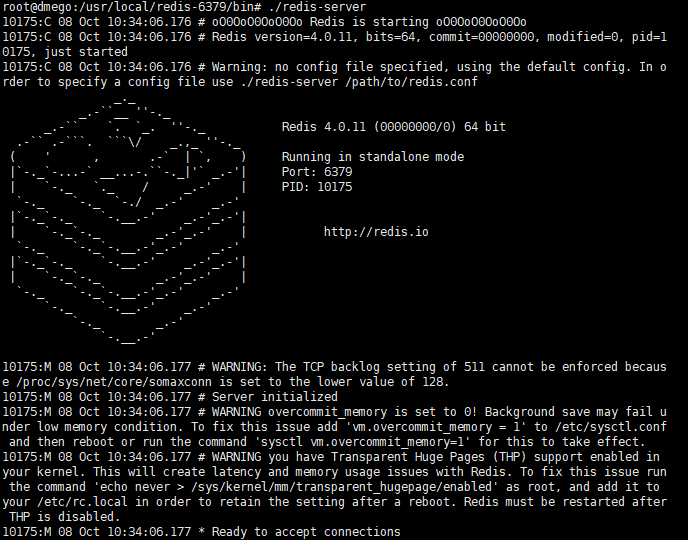 root@dmego:/usr/local/redis-6379/bin# ./redis-server
10175:C 08 Oct 10:34:06.176 # oO0OoO0OoO0Oo Redis is starting oO0OoO0OoO0Oo
10175:C 08 Oct 10:34:06.176 # Redis version=4.0.11, bits=64, commit=00000000, modified=0, pid=1
0175, just started
10175:C 08 Oct 10:34:06.176 # Warning: no config file specified, using the default config. In o
rder to specify a config file use ./redis-server /path/to/redis.conf
Redis 4.0.11 (00000000/0) 64 bit
Running in standalone mode
Port: 6379
PID: 10175
http://redis.io
10175:M 08 Oct 10:34:06.177 # WARNING: The TCP backlog setting of 511 cannot be enforced becaus
e /proc/sys/net/core/somaxconn is set to the lower value of 128.
10175:M 08 Oct 10:34:06.177 # Server initialized
10175:M 08 Oct 10:34:06.177 # WARNING overcommit_memory is set to 0! Background save may fail u
nder low memory condition. To fix this issue add 'vm.overcommit_memory = 1' to /etc/sysctl.conf
and then reboot or run the command 'sysctl vm.overcommit_memory=1' for this to take effect.
10175:M 08 Oct 10:34:06.177 # WARNING you have Transparent Huge Pages (THP) support enabled in
your kernel. This will create latency and memory usage issues with Redis. To fix this issue run
the command 'echo never > /sys/kernel/mm/transparent_hugepage/enabled' as root, and add it to
your /etc/rc.local in order to retain the setting after a reboot. Redis must be restarted after
THP is disabled.
10175:M 08 Oct 10:34:06.177 * Ready to accept connections